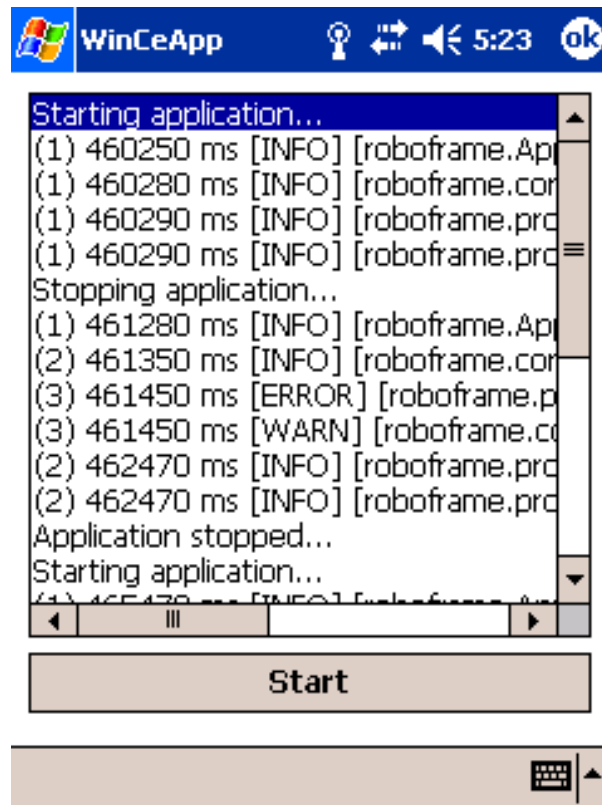 WinCeApp 5:23 ok
Starting application...
(1) 460250 ms [INFO] [roboframe.Ap
(1) 460280 ms [INFO] [roboframe.cor
(1) 460290 ms [INFO] [roboframe.pro
(1) 460290 ms [INFO] [roboframe.pro
Stopping application...
(1) 461280 ms [INFO] [roboframe.Ap
(2) 461350 ms [INFO] [roboframe.cor
(3) 461450 ms [ERROR] [roboframe.p
(3) 461450 ms [WARN] [roboframe.co
(2) 462470 ms [INFO] [roboframe.pro
(2) 462470 ms [INFO] [roboframe.pro
Application stopped...
Starting application...
Start